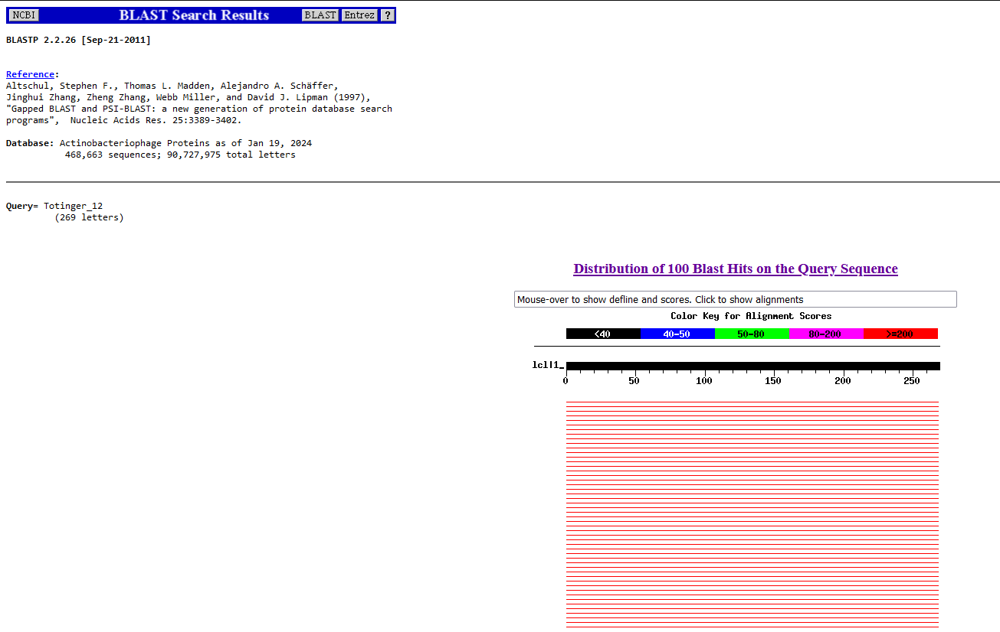 NCBI BLAST Search Results BLAST Entrez ?
BLASTP 2.2.26 [Sep-21-2011]
Reference:
Altschul, Stephen F., Thomas L. Madden, Alejandro A. Schäffer,
Jinghui Zhang, Zheng Zhang, Webb Miller, and David J. Lipman (1997),
"Gapped BLAST and PSI-BLAST: a new generation of protein database search
programs",  Nucleic Acids Res. 25:3389-3402.
Database: Actinobacteriophage Proteins as of Jan 19, 2024
468,663 sequences; 90,727,975 total letters
Query= Totinger_12
(269 letters)
Distribution of 100 Blast Hits on the Query Sequence
Mouse-over to show defline and scores. Click to show alignments
Color Key for Alignment Scores
<40 40-50 50-80 80-200 >=200
lcl|1_
0 50 100 150 200 250